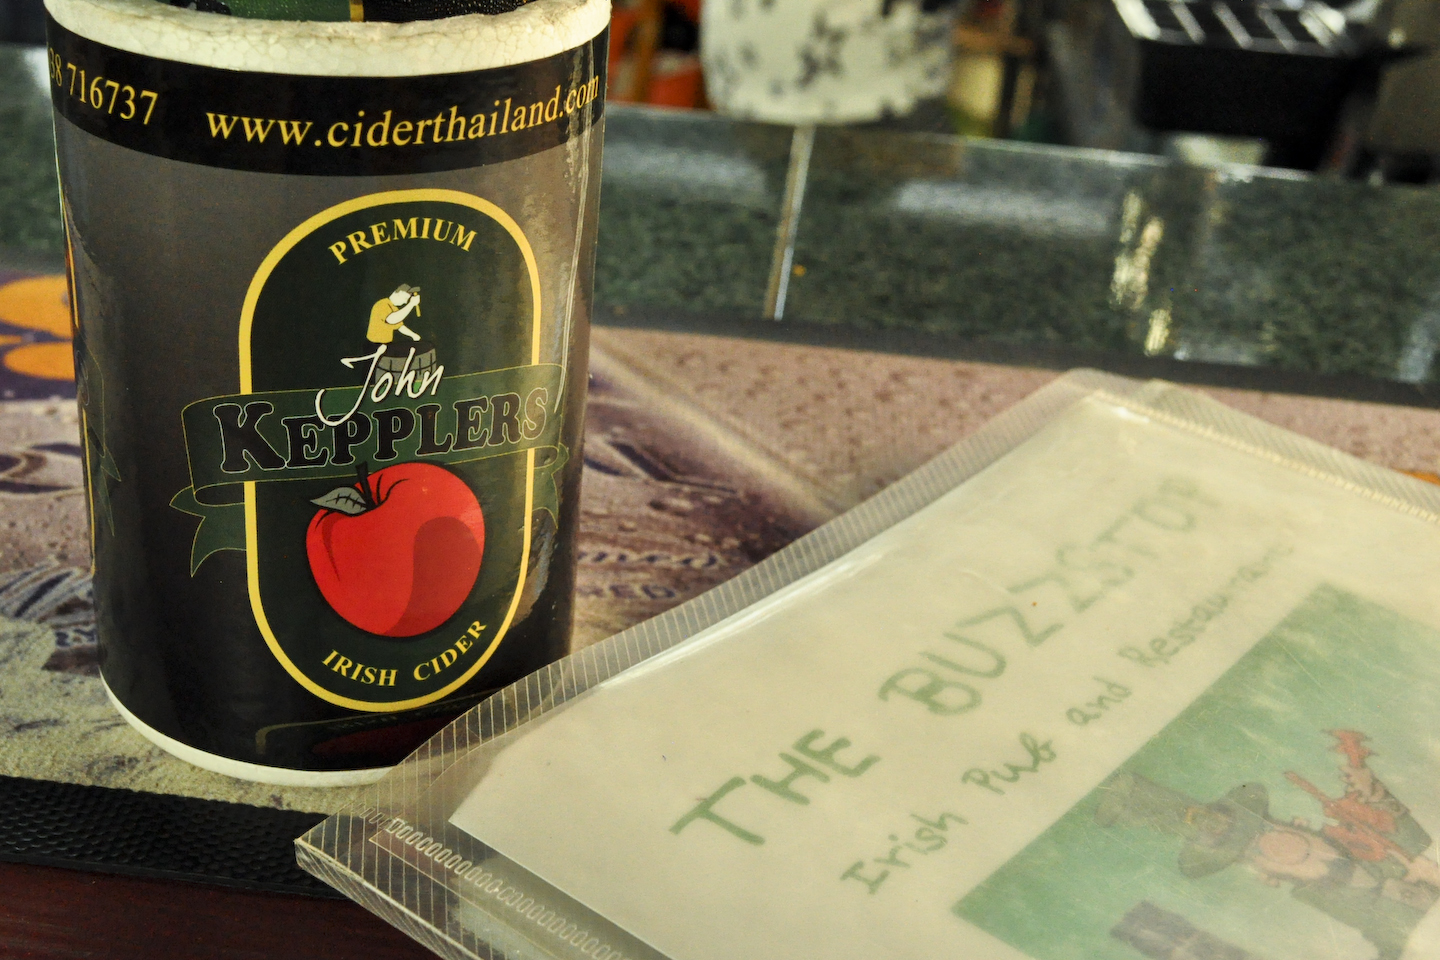 38 716737 www.ciderthailand.com
PREMIUM
John
KEPPLERS
IRISH CIDER
THE BUZZSTOP
Irish Pub and Restaurant